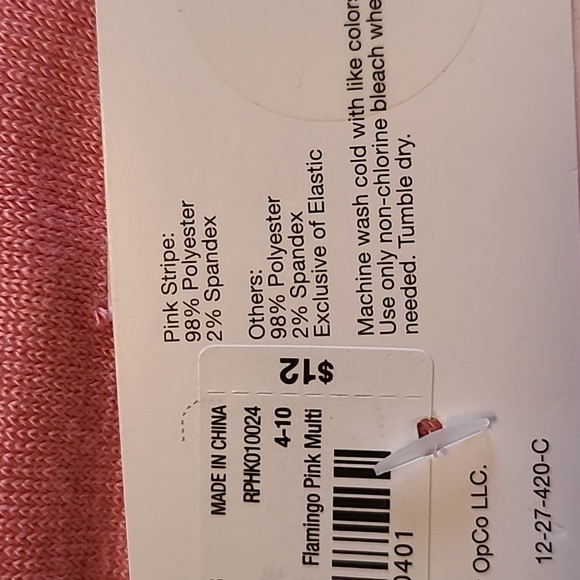 Pink Stripe:
98% Polyester
2% Spandex
Others:
98% Polyester
2% Spandex
Exclusive of Elastic
Machine wash cold with like
Use only non-chlorine bleach
needed. Tumble dry.
$12
MADE IN CHINA
RPHK010024
4-10
Flamingo Pink Multi
0401
OpCo LLC.
12-27-420-C